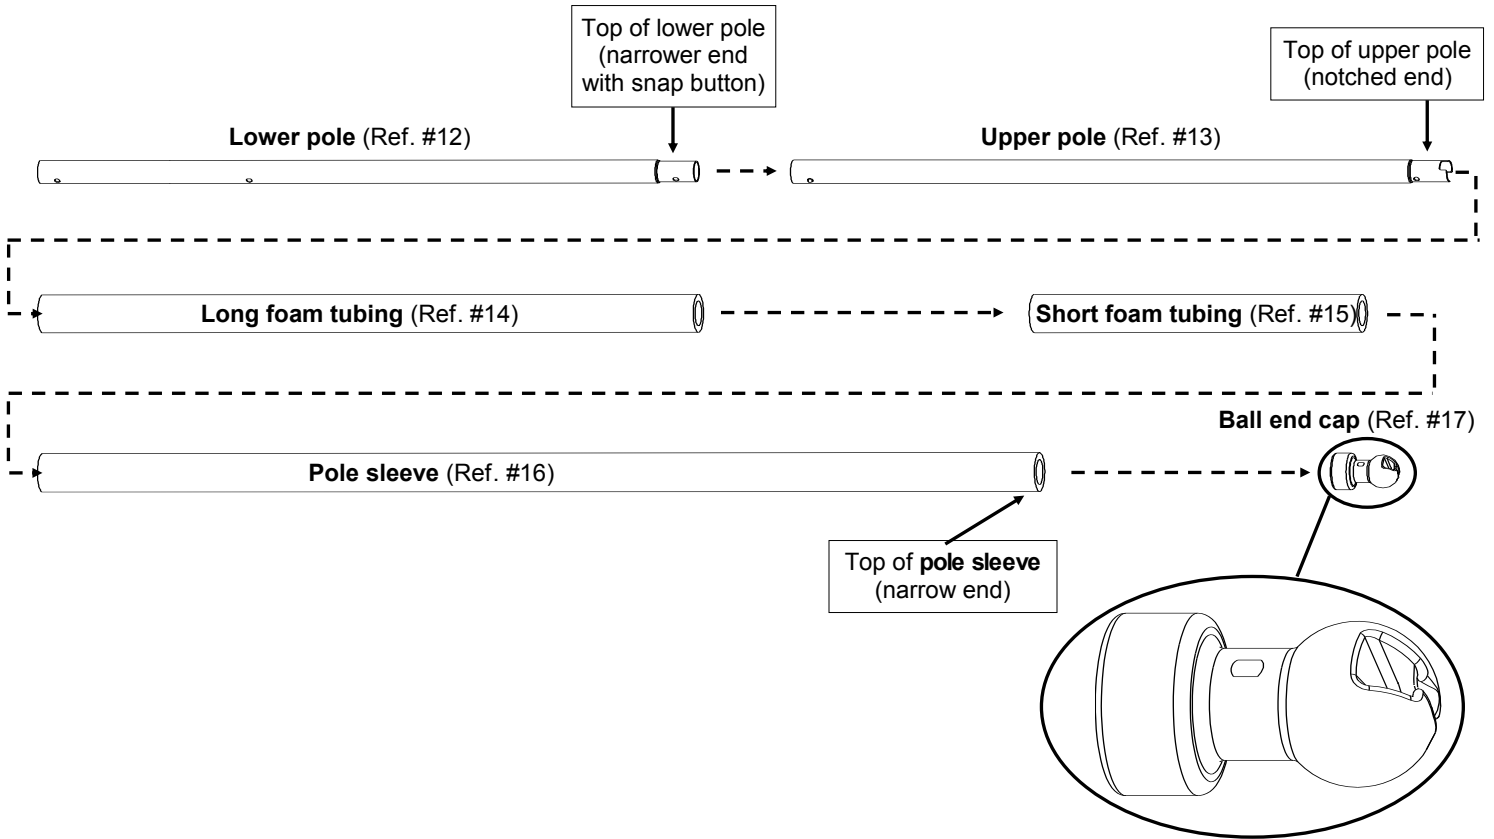 Top of lower pole
(narrower end
with snap button)
Top of upper pole
(notched end)
Lower pole (Ref. #12)
Upper pole (Ref. #13)
Long foam tubing (Ref. #14)
Short foam tubing (Ref. #15)
Ball end cap (Ref. #17)
Pole sleeve (Ref. #16)
Top of pole sleeve
(narrow end)